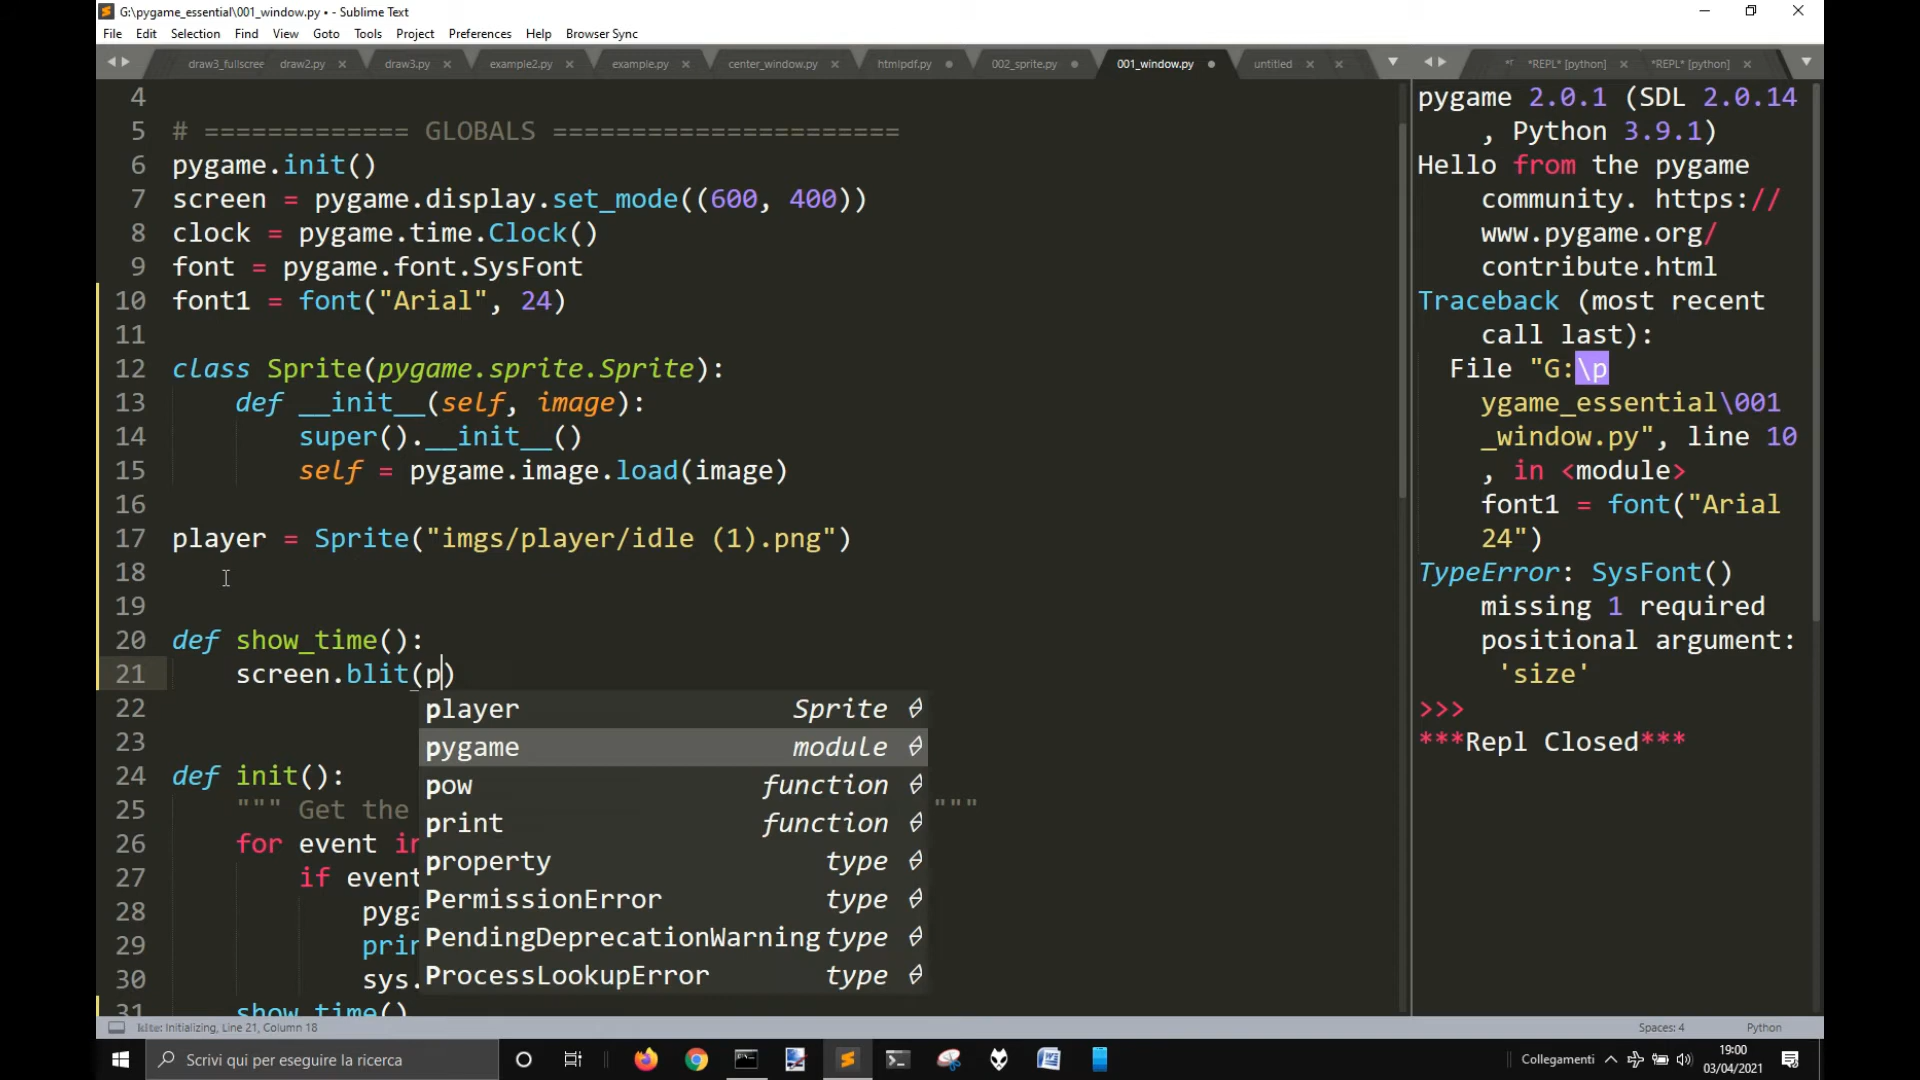 G:\pygame_essential\001_window.py • - Sublime Text
File Edit Selection Find View Goto Tools Project Preferences Help Browser Sync
draw3_fullscree draw2.py draw3.py example2.py example.py center_window.py htmlpdf.py 002_sprite.py 001_window.py untitled *REPL* [python] *REPL* [python]
4
5 # ============= GLOBALS ======================
6 pygame.init()
7 screen = pygame.display.set_mode((600, 400))
8 clock = pygame.time.Clock()
9 font = pygame.font.SysFont
10 font1 = font("Arial", 24)
11
12 class Sprite(pygame.sprite.Sprite):
13 def __init__(self, image):
14 super().__init__()
15 self = pygame.image.load(image)
16
17 player = Sprite("imgs/player/idle (1).png")
18
19
20 def show_time():
21 screen.blit(p)
22
23
24 def init():
25 """ Get the """
26 for event in
27 if event
28 pyga
29 prin
30 sys.
31 show_time()
player Sprite
pygame module
pow function
print function
property type
PermissionError type
PendingDeprecationWarning type
ProcessLookupError type
pygame 2.0.1 (SDL 2.0.14
, Python 3.9.1)
Hello from the pygame
community. https://
www.pygame.org/
contribute.html
Traceback (most recent
call last):
File "G:\p
ygame_essential\001
_window.py", line 10
, in <module>
font1 = font("Arial
24")
TypeError: SysFont()
missing 1 required
positional argument:
'size'
>>>
***Repl Closed***
kite: Initializing, Line 21, Column 18 Spaces: 4 Python
Scrivi qui per eseguire la ricerca
Collegamenti
19:00
03/04/2021